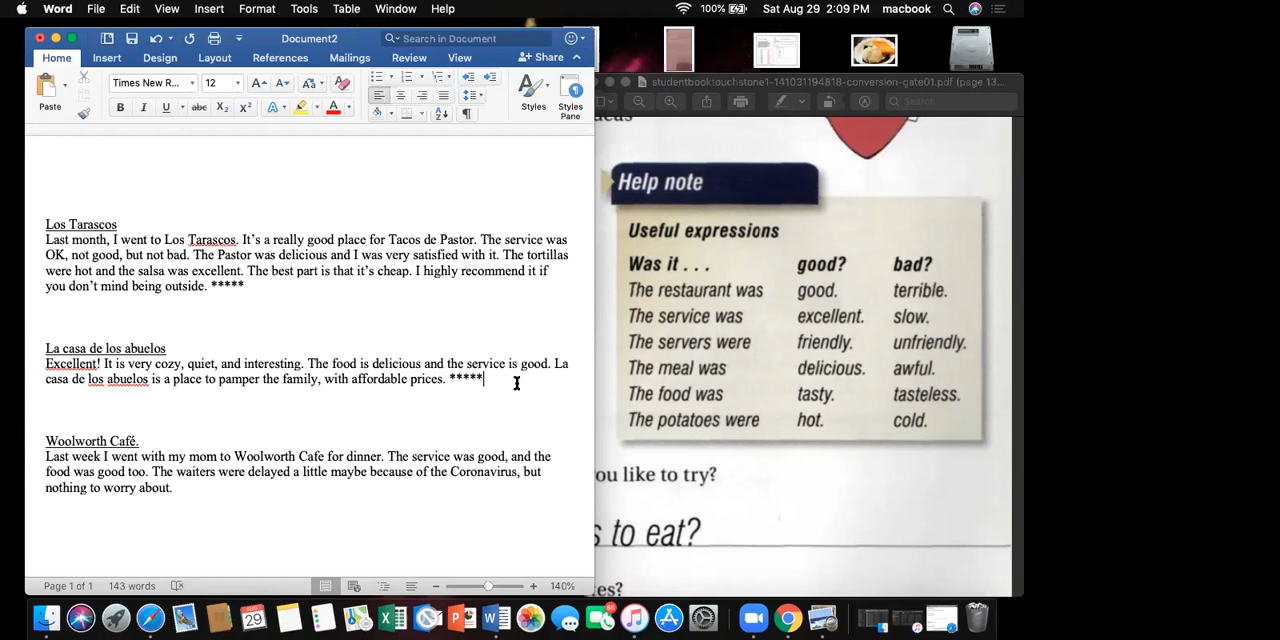 Word File Edit View Insert Format Tools Table Window Help 100% Sat Aug 29 2:09 PM macbook
Document2 Search in Document
Home Insert Design Layout References Mailings Review View Share
studentbooktouchstone1-141031194818-conversion-gate01.pdf (page 13...
Paste Times New R... 12 Styles Styles Pane
Search
Help note
Useful expressions
Was it . . . good? bad?
The restaurant was good. terrible.
The service was excellent. slow.
The servers were friendly. unfriendly.
The meal was delicious. awful.
The food was tasty. tasteless.
The potatoes were hot. cold.
ou like to try?
s to eat?
Los Tarascos
Last month, I went to Los Tarascos. It’s a really good place for Tacos de Pastor. The service was
OK, not good, but not bad. The Pastor was delicious and I was very satisfied with it. The tortillas
were hot and the salsa was excellent. The best part is that it’s cheap. I highly recommend it if
you don’t mind being outside. *****
La casa de los abuelos
Excellent! It is very cozy, quiet, and interesting. The food is delicious and the service is good. La
casa de los abuelos is a place to pamper the family, with affordable prices. *****
Woolworth Café.
Last week I went with my mom to Woolworth Cafe for dinner. The service was good, and the
food was good too. The waiters were delayed a little maybe because of the Coronavirus, but
nothing to worry about.
Page 1 of 1 143 words 140%